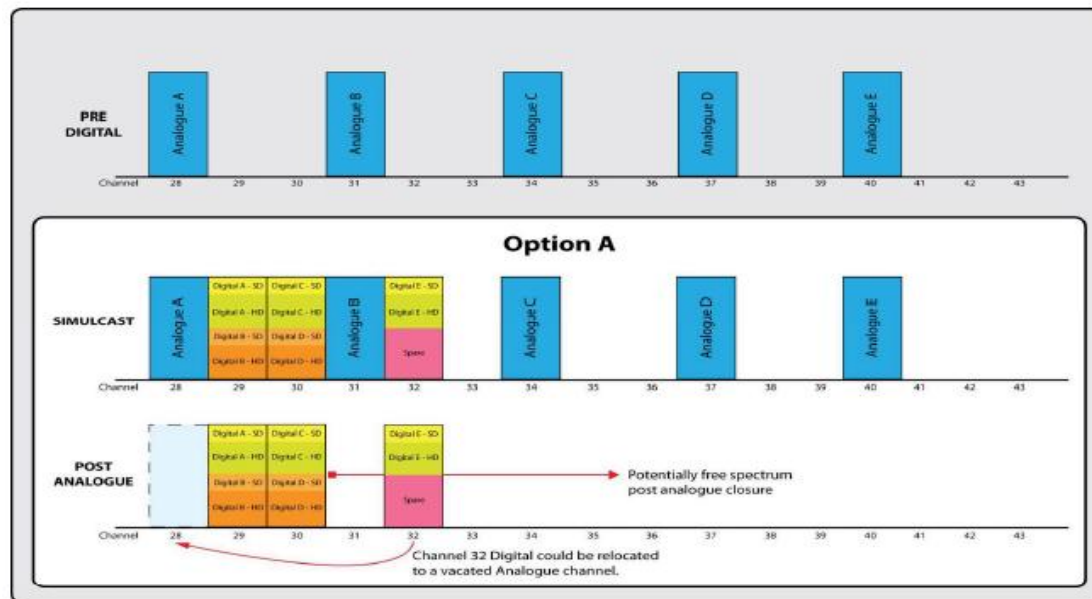 PRE
DIGITAL
Analogue A
Analogue B
Analogue C
Analogue D
Analogue E
Channel 28 29 30 31 32 33 34 35 36 37 38 39 40 41 42 43
Option A
SIMULCAST
Analogue A
Digital A - SD
Digital A - HD
Digital B - SD
Digital B - HD
Digital C - SD
Digital C - HD
Digital D - SD
Digital D - HD
Analogue B
Digital E - SD
Digital E - HD
Spare
Analogue C
Analogue D
Analogue E
Channel 28 29 30 31 32 33 34 35 36 37 38 39 40 41 42 43
POST
ANALOGUE
Digital A - SD
Digital A - HD
Digital B - SD
Digital B - HD
Digital C - SD
Digital C - HD
Digital D - SD
Digital D - HD
Digital E - SD
Digital E - HD
Spare
Potentially free spectrum
post analogue closure
Channel 28 29 30 31 32 33 34 35 36 37 38 39 40 41 42 43
Channel 32 Digital could be relocated
to a vacated Analogue channel.